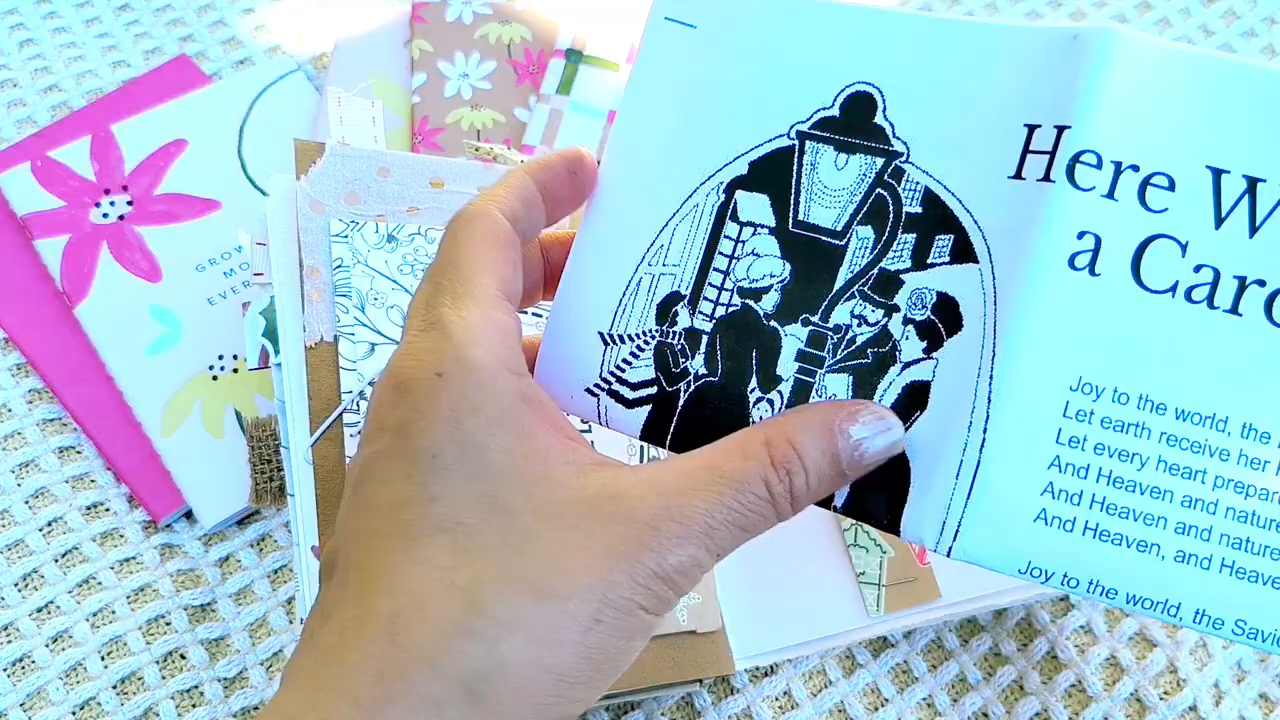 GROW
MO
EVER
Here W
a Caro
Joy to the world, the
Let earth receive her
Let every heart prepar
And Heaven and nature
And Heaven and nature
And Heaven, and Heave
Joy to the world, the Savio